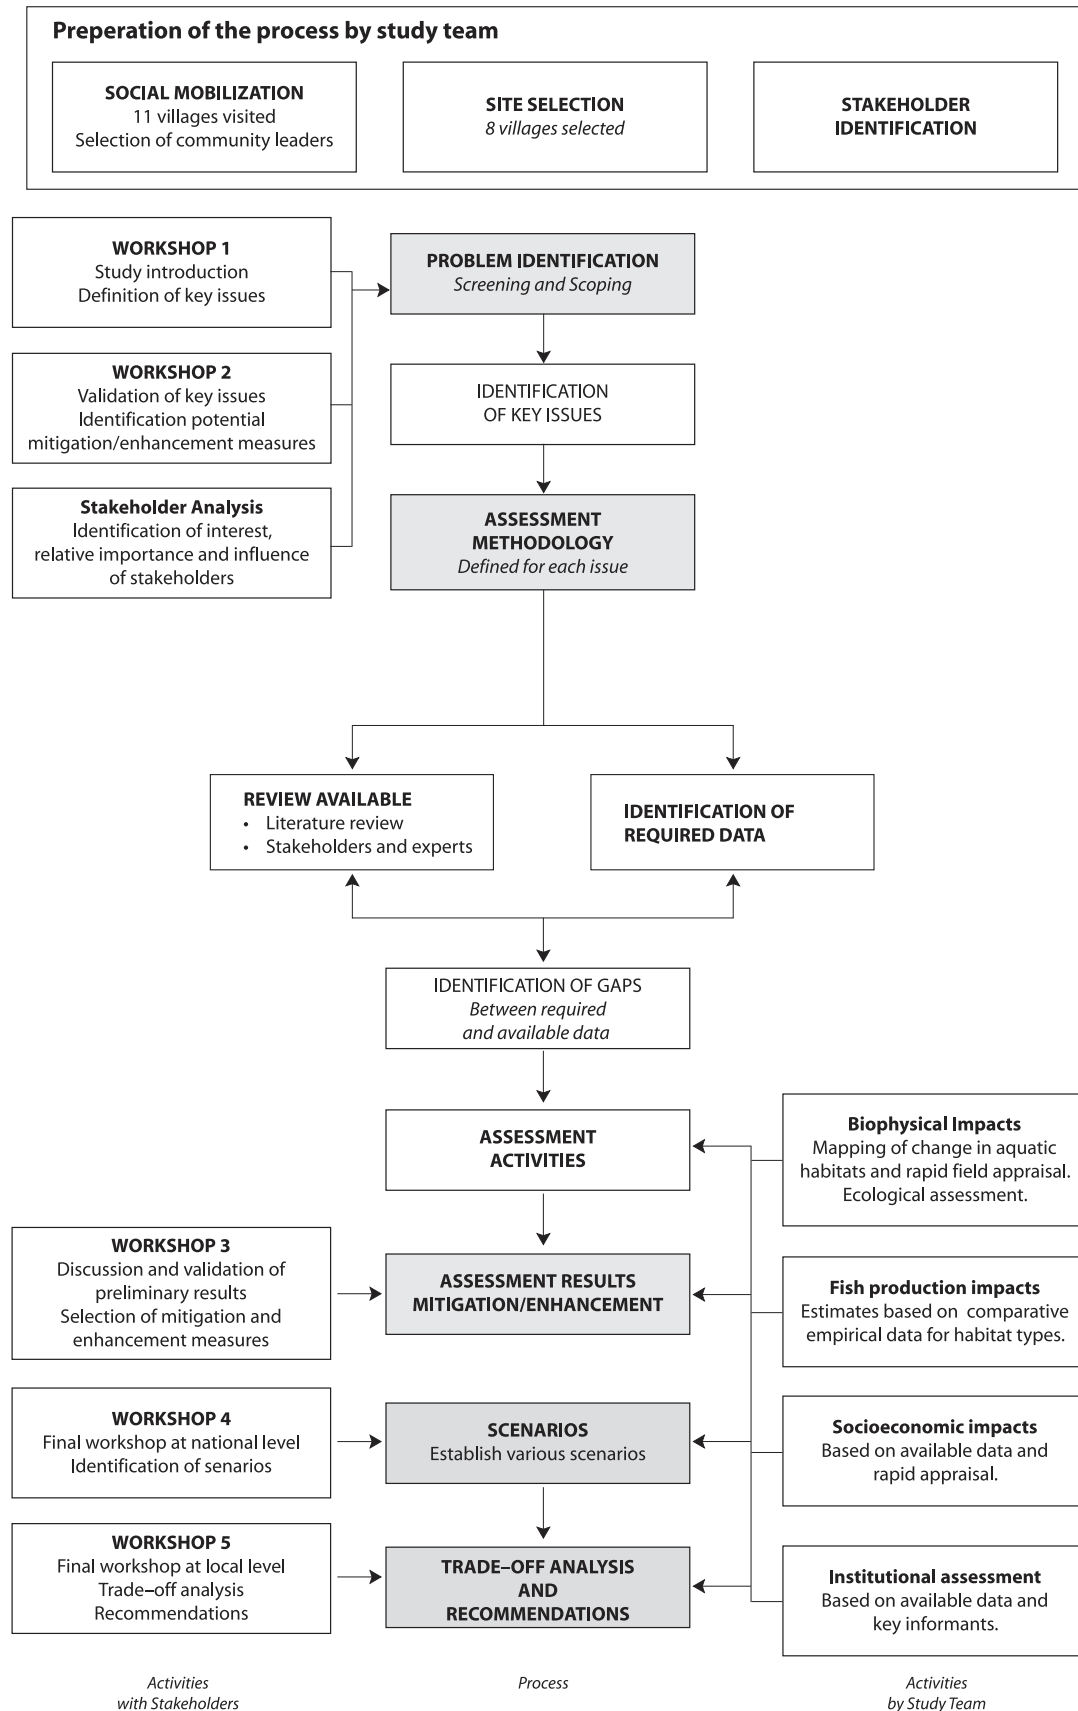 Preperation of the process by study team
SOCIAL MOBILIZATION
11 villages visited
Selection of community leaders
SITE SELECTION
8 villages selected
STAKEHOLDER
IDENTIFICATION
WORKSHOP 1
Study introduction
Definition of key issues
PROBLEM IDENTIFICATION
Screening and Scoping
WORKSHOP 2
Validation of key issues
Identification potential
mitigation/enhancement measures
IDENTIFICATION
OF KEY ISSUES
Stakeholder Analysis
Identification of interest,
relative importance and influence
of stakeholders
ASSESSMENT
METHODOLOGY
Defined for each issue
REVIEW AVAILABLE
• Literature review
• Stakeholders and experts
IDENTIFICATION OF
REQUIRED DATA
IDENTIFICATION OF GAPS
Between required
and available data
ASSESSMENT
ACTIVITIES
Biophysical Impacts
Mapping of change in aquatic
habitats and rapid field appraisal.
Ecological assessment.
WORKSHOP 3
Discussion and validation of
preliminary results
Selection of mitigation and
enhancement measures
ASSESSMENT RESULTS
MITIGATION/ENHANCEMENT
Fish production impacts
Estimates based on comparative
empirical data for habitat types.
WORKSHOP 4
Final workshop at national level
Identification of senarios
SCENARIOS
Establish various scenarios
Socioeconomic impacts
Based on available data and
rapid appraisal.
WORKSHOP 5
Final workshop at local level
Trade–off analysis
Recommendations
TRADE–OFF ANALYSIS
AND
RECOMMENDATIONS
Institutional assessment
Based on available data and
key informants.
Activities
with Stakeholders
Process
Activities
by Study Team